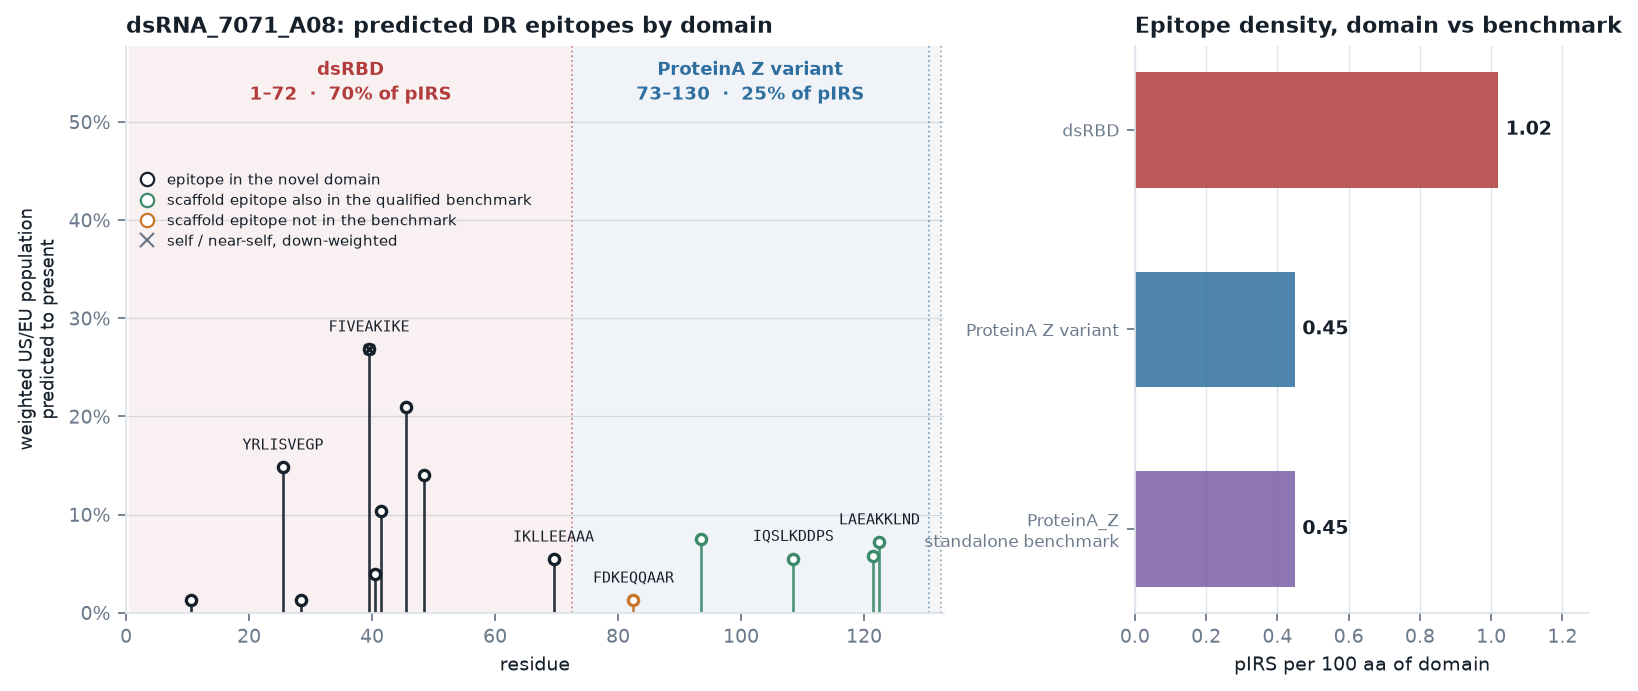 dsRNA_7071_A08: predicted DR epitopes by domain
dsRBD
1–72 · 70% of pIRS
ProteinA Z variant
73–130 · 25% of pIRS
50%
40%
30%
20%
10%
0%
weighted US/EU population
predicted to present
epitope in the novel domain
scaffold epitope also in the qualified benchmark
scaffold epitope not in the benchmark
self / near-self, down-weighted
FIVEAKIKE
YRLISVEGP
IKLLEEAAA
FDKEQQAAR
IQSLKDDPS
LAEAKKLND
0
20
40
60
80
100
120
residue
Epitope density, domain vs benchmark
dsRBD
1.02
ProteinA Z variant
0.45
ProteinA_Z
standalone benchmark
0.45
0.0
0.2
0.4
0.6
0.8
1.0
1.2
pIRS per 100 aa of domain